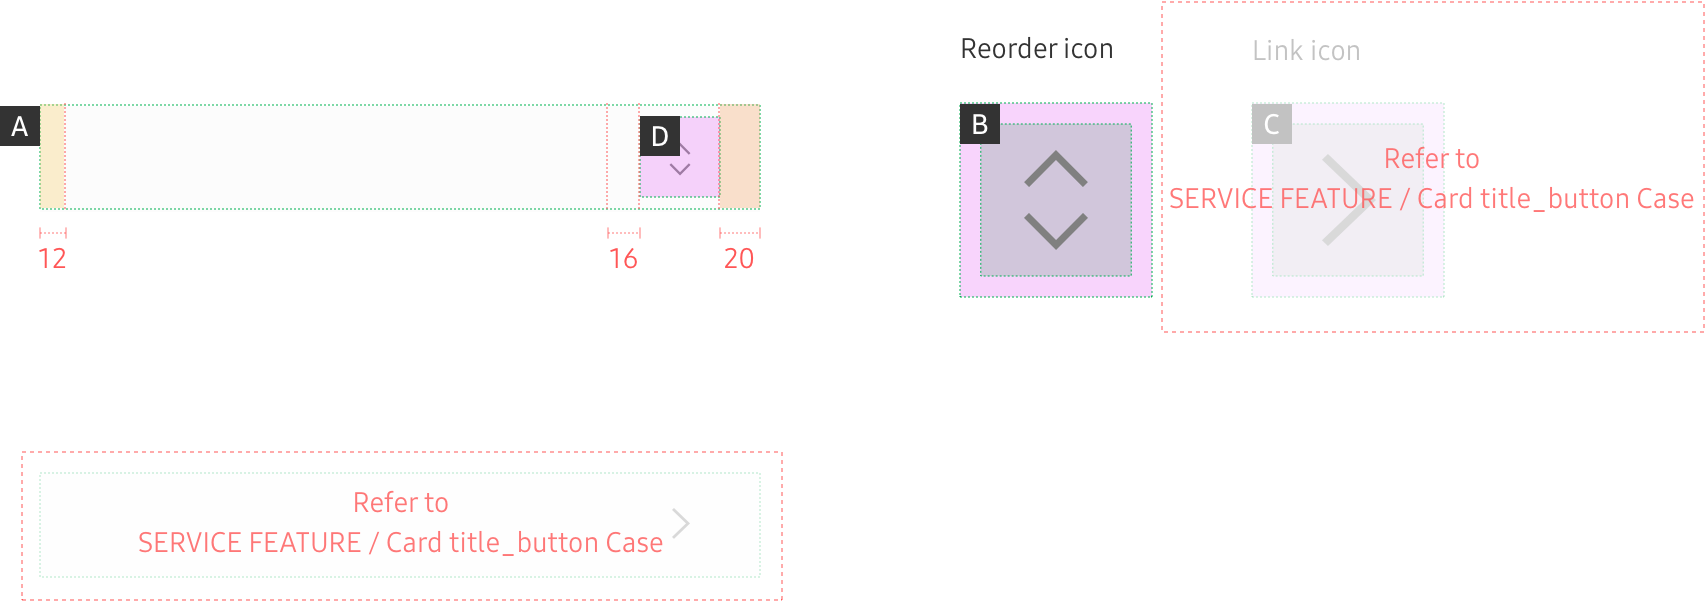 Reorder icon
Link icon
A
D
B
C
Refer to
SERVICE FEATURE / Card title_button Case
12
16
20
Refer to
SERVICE FEATURE / Card title_button Case